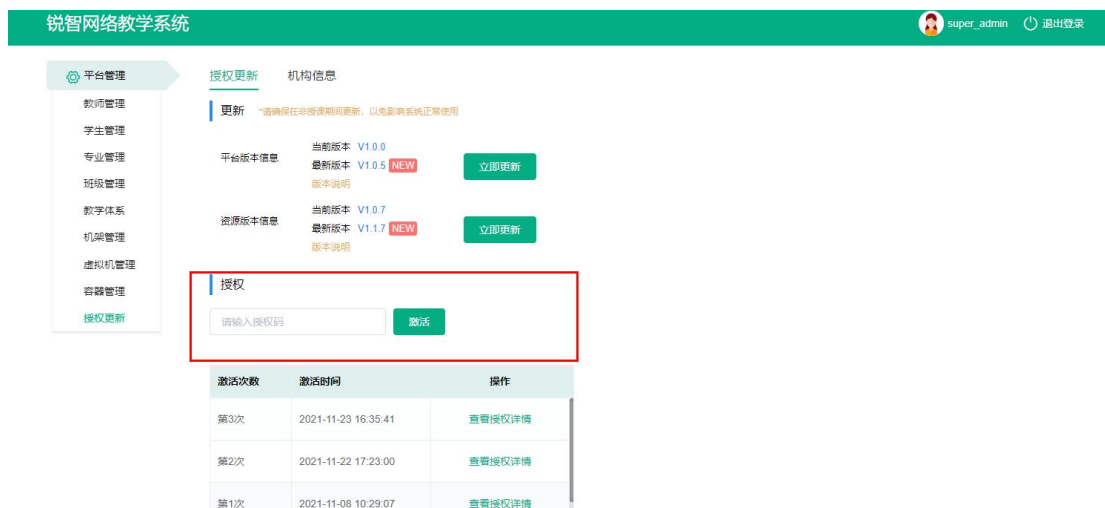 锐智网络教学系统
super_admin 退出登录
平台管理
教师管理
学生管理
专业管理
班级管理
教学体系
机架管理
虚拟机管理
容器管理
授权更新
授权更新 机构信息
更新 *请确保在非授课期间更新，以免影响系统正常使用
平台版本信息
当前版本 V1.0.0
最新版本 V1.0.5 NEW
版本说明
立即更新
资源版本信息
当前版本 V1.0.7
最新版本 V1.1.7 NEW
版本说明
立即更新
授权
请输入授权码 激活
激活次数 激活时间 操作
第3次 2021-11-23 16:35:41 查看授权详情
第2次 2021-11-22 17:23:00 查看授权详情
第1次 2021-11-08 10:29:07 查看授权详情